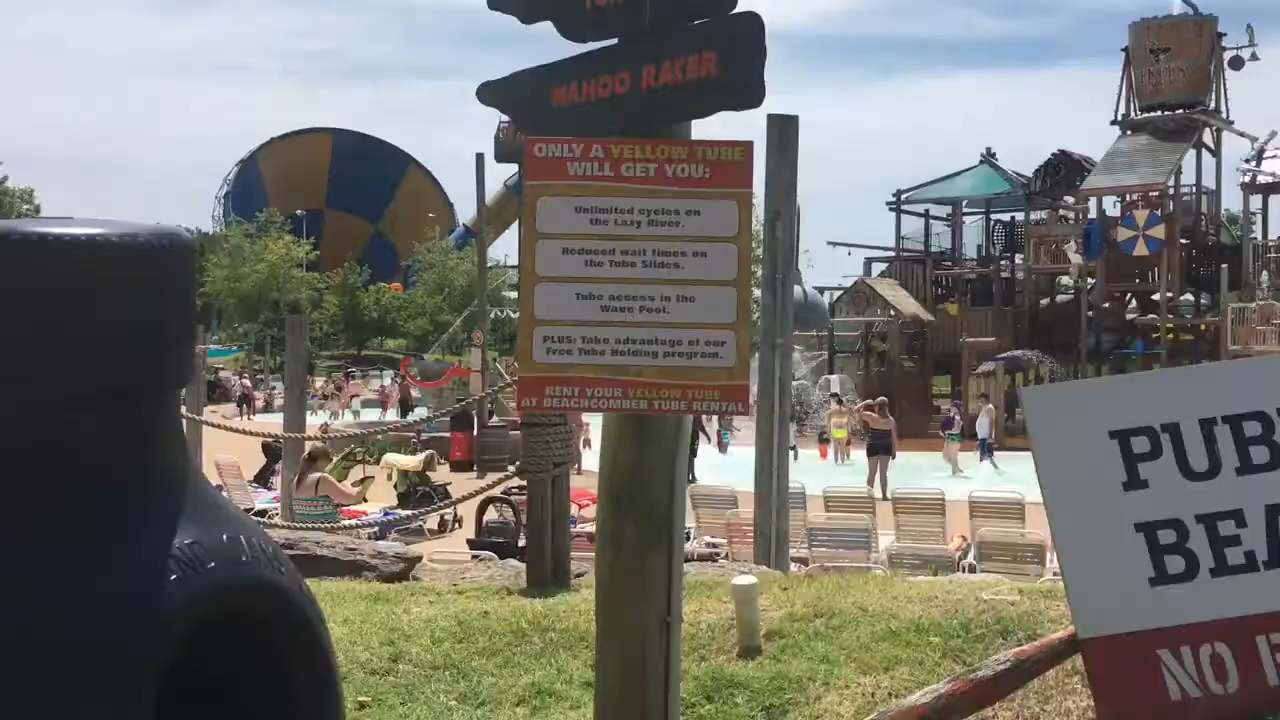 WAHOO RAKER
ONLY A YELLOW TUBE
WILL GET YOU:
Unlimited cycles on
the Lazy River.
Reduced wait times on
the Tube Slides.
Tube access in the
Wave Pool.
PLUS: Take advantage of our
Free Tube Holding program.
RENT YOUR YELLOW TUBE
AT BEACHCOMBER TUBE RENTAL
PUB
BEA
NO